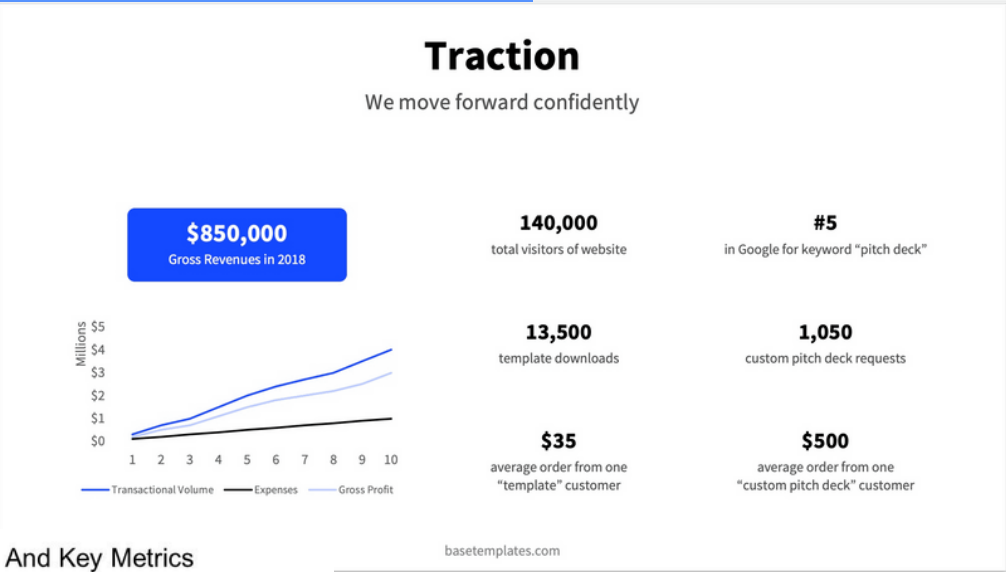 Traction
We move forward confidently
$850,000
Gross Revenues in 2018
Millions
$5
$4
$3
$2
$1
$0
1 2 3 4 5 6 7 8 9 10
Transactional Volume Expenses Gross Profit
140,000
total visitors of website
#5
in Google for keyword “pitch deck”
13,500
template downloads
1,050
custom pitch deck requests
$35
average order from one
“template” customer
$500
average order from one
“custom pitch deck” customer
basetemplates.com
And Key Metrics